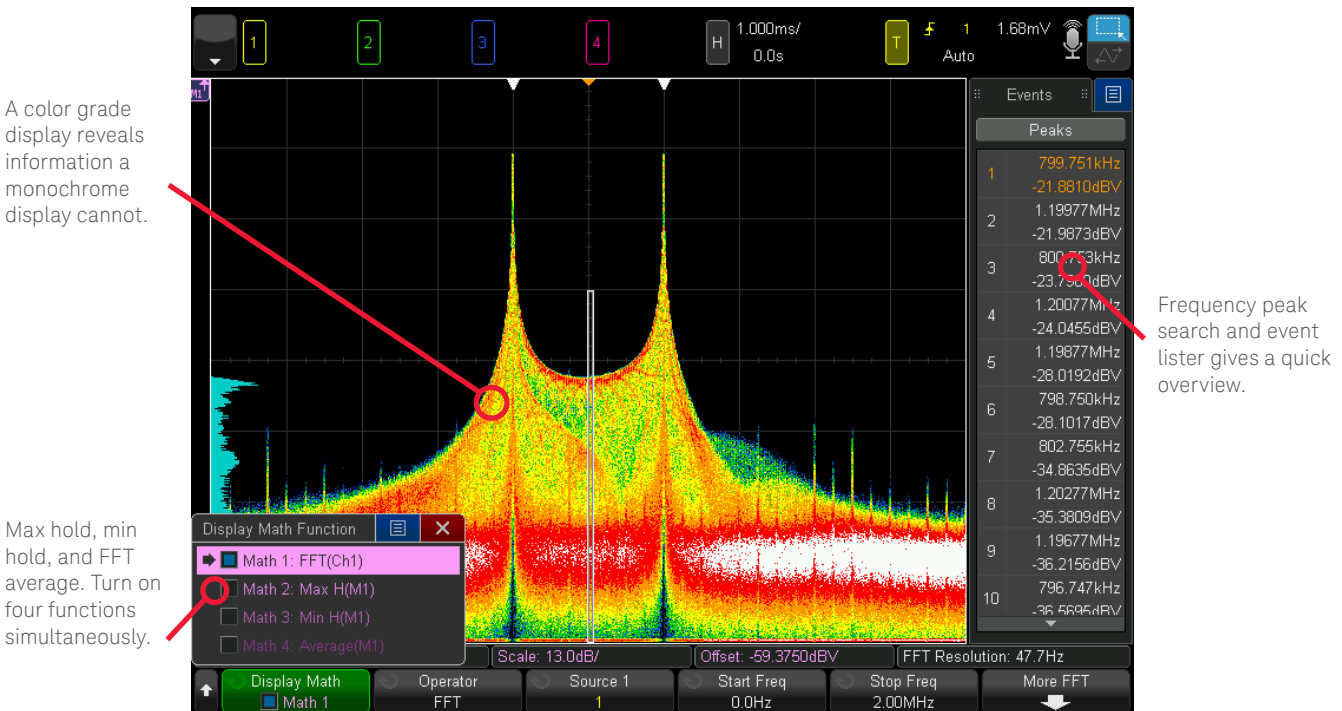 1
2
3
4
H
1.000ms/
0.0s
T
1
Auto
1.68mV
M1
A color grade
display reveals
information a
monochrome
display cannot.
Max hold, min
hold, and FFT
average. Turn on
four functions
simultaneously.
Events
Peaks
1
799.751kHz
-21.8810dBV
2
1.19977MHz
-21.9873dBV
3
800.753kHz
4
1.20077MHz
-24.0455dBV
5
1.19877MHz
-28.0192dBV
6
798.750kHz
-28.1017dBV
7
802.755kHz
-34.8635dBV
8
1.20277MHz
-35.3809dBV
9
1.19677MHz
-36.2156dBV
10
796.747kHz
-36.5695dBV
Frequency peak
search and event
lister gives a quick
overview.
Display Math Function
Math 1: FFT(Ch1)
Math 2: Max H(M1)
Math 3: Min H(M1)
Math 4: Average(M1)
Scale: 13.0dB/
Offset: -59.3750dBV
FFT Resolution: 47.7Hz
Display Math
Math 1
Operator
FFT
Source 1
1
Start Freq
0.0Hz
Stop Freq
2.00MHz
More FFT